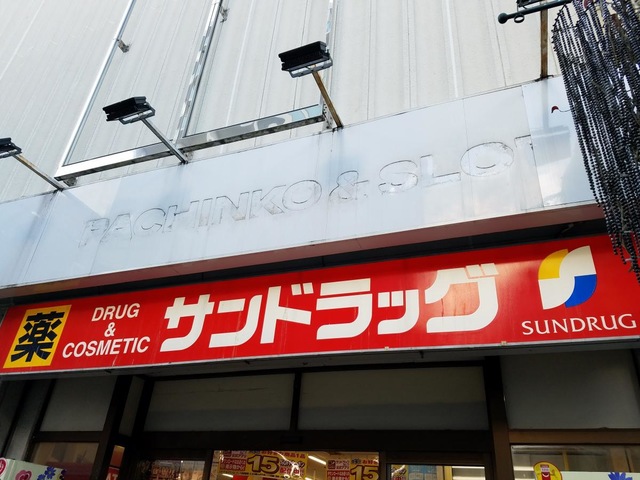 PACHINKO & SLOT
薬
DRUG
&
COSMETIC
サンドラッグ
SUNDRUG
15
15